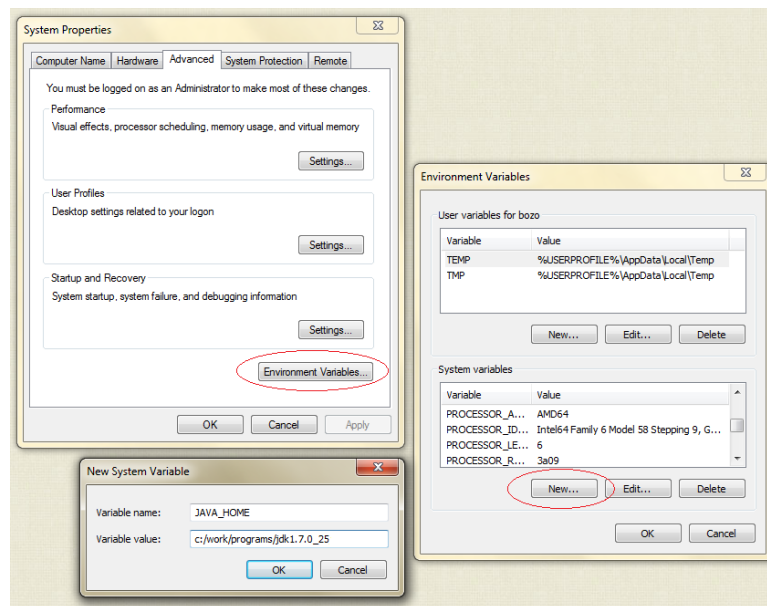 System Properties
Computer Name Hardware Advanced System Protection Remote
You must be logged on as an Administrator to make most of these changes.
Performance
Visual effects, processor scheduling, memory usage, and virtual memory
Settings...
User Profiles
Desktop settings related to your logon
Settings...
Startup and Recovery
System startup, system failure, and debugging information
Settings...
Environment Variables...
OK Cancel Apply
New System Variable
Variable name: JAVA_HOME
Variable value: c:/work/programs/jdk1.7.0_25
OK Cancel
Environment Variables
User variables for bozo
Variable Value
TEMP %USERPROFILE%\AppData\Local\Temp
TMP %USERPROFILE%\AppData\Local\Temp
New... Edit... Delete
System variables
Variable Value
PROCESSOR_A... AMD64
PROCESSOR_ID... Intel64 Family 6 Model 58 Stepping 9, G...
PROCESSOR_LE... 6
PROCESSOR_R... 3a09
New... Edit... Delete
OK Cancel